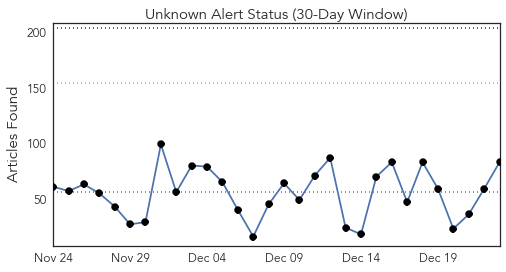 Unknown Alert Status (30-Day Window)
200
150
100
50
Articles Found
Nov 24 Nov 29 Dec 04 Dec 09 Dec 14 Dec 19